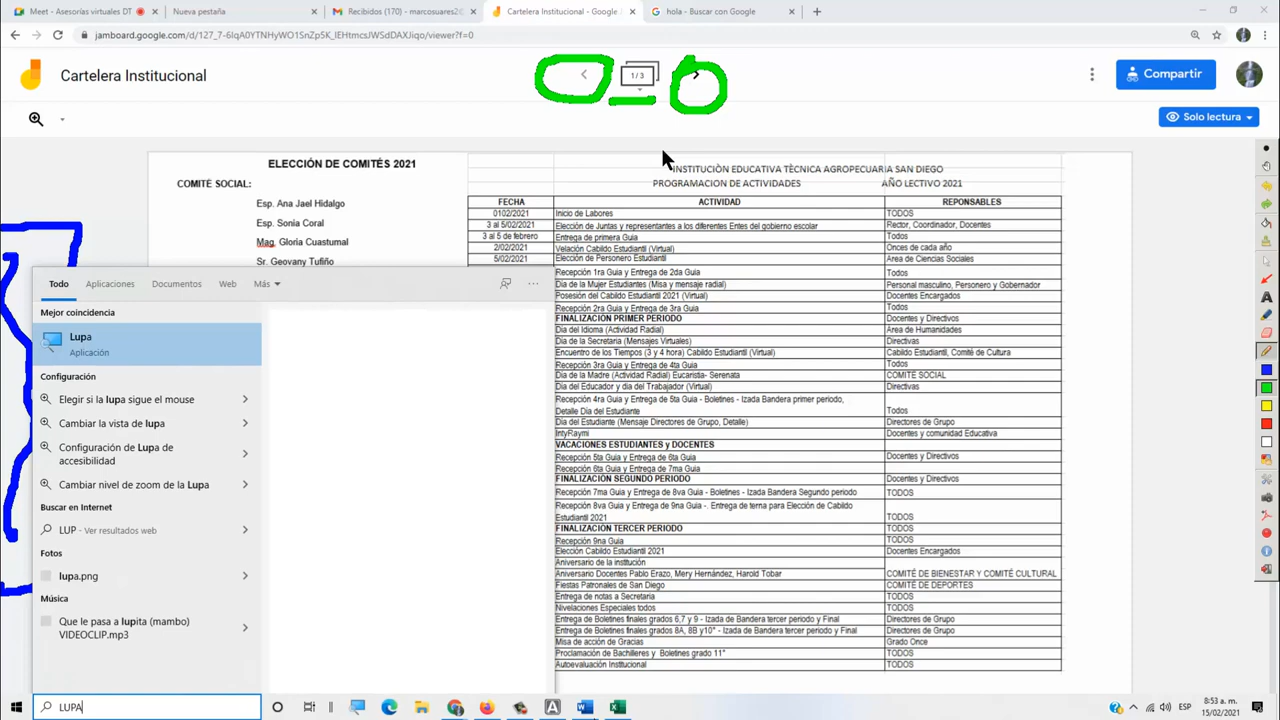 Meet - Asesorías virtuales DT
Nueva pestaña
Recibidos (170) - marcosuares2
Cartelera Institucional - Google
hola - Buscar con Google
jamboard.google.com/d/127_7-6IqA0YTNHyWO1SnZp5K_IEHtmcsJWSdDAXJiqo/viewer?f=0
Cartelera Institucional
1 / 3
Compartir
Solo lectura
ELECCIÓN DE COMITÉS 2021
COMITÉ SOCIAL:
Esp. Ana Jael Hidalgo
Esp. Sonia Coral
Mag. Gloria Cuastumal
Sr. Geovany Tufiño
INSTITUCIÒN EDUCATIVA TÈCNICA AGROPECUARIA SAN DIEGO
PROGRAMACION DE ACTIVIDADES AÑO LECTIVO 2021
FECHA ACTIVIDAD REPONSABLES
0102/2021 Inicio de Labores TODOS
3 al 5/02/2021 Elección de Juntas y representantes a los diferentes Entes del gobierno escolar Rector, Coordinador, Docentes
3 al 5 de febrero Entrega de primera Guia Todos
2/02/2021 Velación Cabildo Estudiantil (Virtual) Onces de cada año
5/02/2021 Elección de Personero Estudiantil Area de Ciencias Sociales
Recepción 1ra Guia y Entrega de 2da Guia Todos
Día de la Mujer Estudiantes (Misa y mensaje radial) Personal masculino, Personero y Gobernador
Posesión del Cabildo Estudiantil 2021 (Virtual) Docentes Encargados
Recepción 2ra Guia y Entrega de 3ra Guia Todos
FINALIZACIÓN PRIMER PERIODO Docentes y Directivos
Día del Idioma (Actividad Radial) Area de Humanidades
Día de la Secretaria (Mensajes Virtuales) Directivas
Encuentro de los Tiempos (3 y 4 hora) Cabildo Estudiantil (Virtual) Cabildo Estudiantil, Comité de Cultura
Recepción 3ra Guia y Entrega de 4ta Guia Todos
Dia de la Madre (Actividad Radial) Eucaristia- Serenata COMITÉ SOCIAL
Día del Educador y dia del Trabajador (Virtual) Directivas
Recepción 4ra Guia y Entrega de 5ta Guia - Boletines - Izada Bandera primer periodo,
Detalle Dia del Estudiante Todos
Día del Estudiante (Mensaje Directores de Grupo, Detalle) Directores de Grupo
IntyRaymi Docentes y comunidad Educativa
VACACIONES ESTUDIANTES y DOCENTES
Recepción 5ta Guia y Entrega de 6ta Guia Docentes y Directivos
Recepción 6ta Guia y Entrega de 7ma Guia
FINALIZACIÓN SEGUNDO PERIODO Docentes y Directivos
Recepción 7ma Guia y Entrega de 8va Guia - Boletines - Izada Bandera Segundo periodo TODOS
Recepción 8va Guia y Entrega de 9na Guia -. Entrega de terna para Elección de Cabildo
Estudiantil 2021 TODOS
FINALIZACIÓN TERCER PERIODO TODOS
Recepción 9na Guia TODOS
Elección Cabildo Estudiantil 2021 Docentes Encargados
Aniversario de la institución
Aniversario Docentes Pablo Erazo, Mery Hernández, Harold Tobar COMITÉ DE BIENESTAR Y COMITÉ CULTURAL
Fiestas Patronales de San Diego COMITÉ DE DEPORTES
Entrega de notas a Secretaria TODOS
Nivelaciones Especiales todos TODOS
Entrega de Boletines finales grados 6,7 y 9 - Izada de Bandera tercer periodo y Final Directores de Grupo
Entrega de Boletines finales grados 8A, 8B y10° - Izada de Bandera tercer periodo y Final Directores de Grupo
Misa de acción de Gracias Grado Once
Proclamación de Bachilleres y Boletines grado 11° TODOS
Autoevaluación Institucional TODOS
Todo Aplicaciones Documentos Web Más
Mejor coincidencia
Lupa
Aplicación
Configuración
Elegir si la lupa sigue el mouse
Cambiar la vista de lupa
Configuración de Lupa de
accesibilidad
Cambiar nivel de zoom de la Lupa
Buscar en Internet
LUP - Ver resultados web
Fotos
lupa.png
Música
Que le pasa a lupita (mambo)
VIDEOCLIP.mp3
LUPA
ESP
8:53 a. m.
15/02/2021